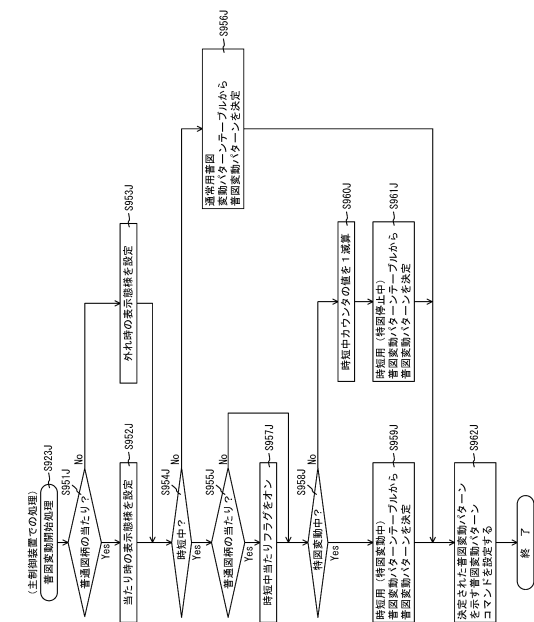 (主制御装置での処理)
普図変動開始処理
S923J
普通図柄の当たり?
S951J
Yes
No
当たり時の表示態様を設定
S952J
外れ時の表示態様を設定
S953J
時短中?
S954J
Yes
No
普通図柄の当たり?
S955J
Yes
No
通常用普図
変動パターンテーブルから
普図変動パターンを決定
S956J
時短中当たりフラグをオン
S957J
特図変動中?
S958J
Yes
No
時短用(特図変動中)
普図変動パターンテーブルから
普図変動パターンを決定
S959J
時短中カウンタの値を1減算
S960J
時短用(特図停止中)
普図変動パターンテーブルから
普図変動パターンを決定
S961J
決定された普図変動パターン
を示す普図変動パターン
コマンドを設定する
S962J
終 了